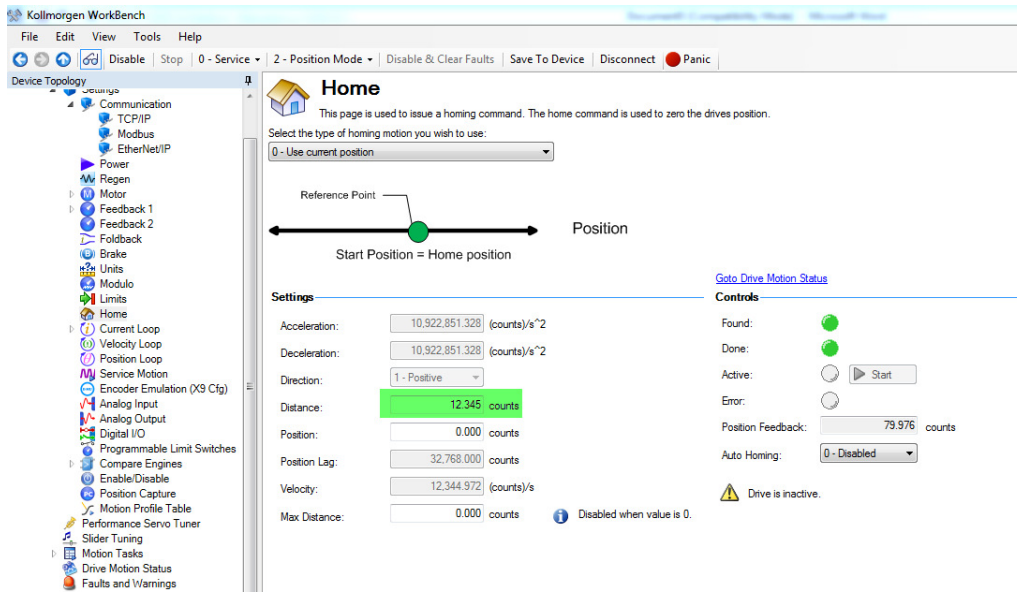 Kollmorgen WorkBench
File Edit View Tools Help
Disable Stop 0 - Service 2 - Position Mode Disable & Clear Faults Save To Device Disconnect Panic
Device Topology
Settings
Communication
TCP/IP
Modbus
EtherNet/IP
Power
Regen
Motor
Feedback 1
Feedback 2
Foldback
Brake
Units
Modulo
Limits
Home
Current Loop
Velocity Loop
Position Loop
Service Motion
Encoder Emulation (X9 Cfg)
Analog Input
Analog Output
Digital I/O
Programmable Limit Switches
Compare Engines
Enable/Disable
Position Capture
Motion Profile Table
Performance Servo Tuner
Slider Tuning
Motion Tasks
Drive Motion Status
Faults and Warnings
Home
This page is used to issue a homing command. The home command is used to zero the drives position.
Select the type of homing motion you wish to use:
0 - Use current position
Reference Point
Position
Start Position = Home position
Settings
Acceleration: 10,922,851.328 (counts)/s^2
Deceleration: 10,922,851.328 (counts)/s^2
Direction: 1 - Positive
Distance: 12.345 counts
Position: 0.000 counts
Position Lag: 32,768.000 counts
Velocity: 12,344.972 (counts)/s
Max Distance: 0.000 counts Disabled when value is 0.
Goto Drive Motion Status
Controls
Found:
Done:
Active: Start
Error:
Position Feedback: 79.976 counts
Auto Homing: 0 - Disabled
Drive is inactive.